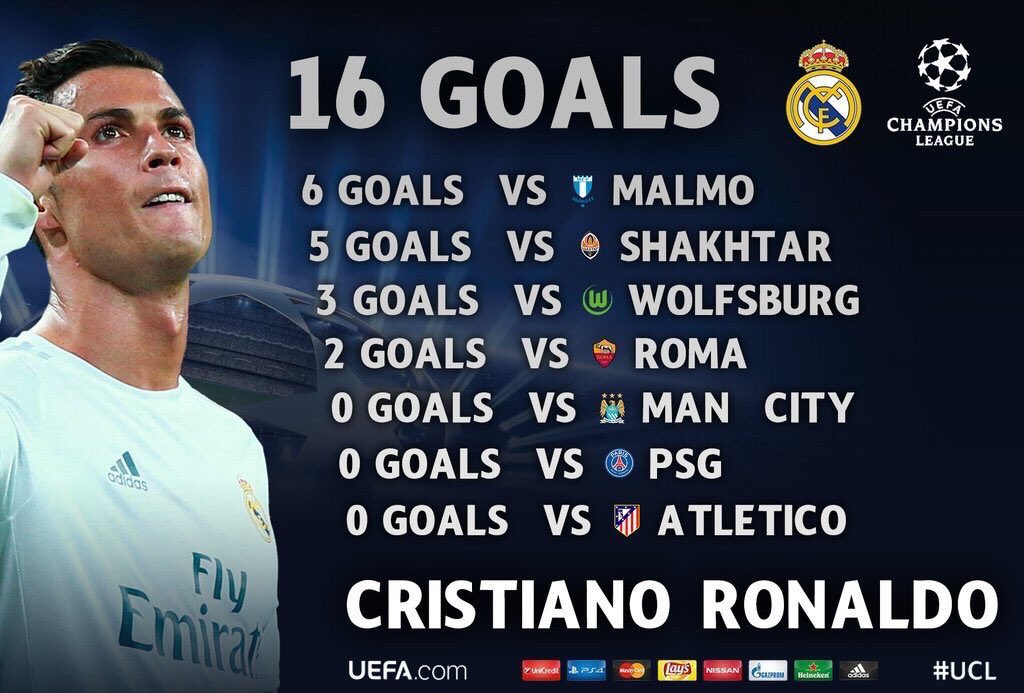 16 GOALS
UEFA
CHAMPIONS
LEAGUE
6 GOALS VS MALMO
5 GOALS VS SHAKHTAR
3 GOALS VS WOLFSBURG
2 GOALS VS ROMA
0 GOALS VS MAN CITY
0 GOALS VS PSG
0 GOALS VS ATLETICO
adidas
Fly
Emirat
CRISTIANO RONALDO
UEFA.com
UniCredit PS4 MasterCard Lay's NISSAN GAZPROM Heineken adidas
#UCL